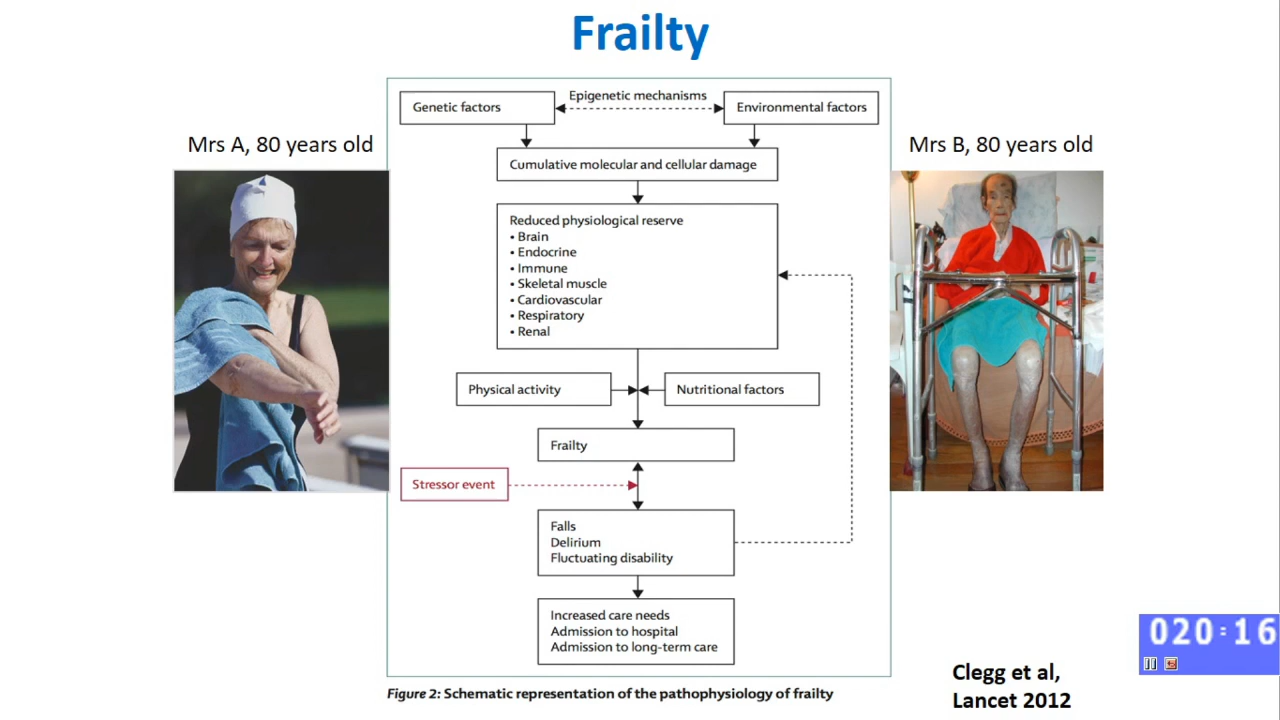 Frailty
Mrs A, 80 years old
Mrs B, 80 years old
Genetic factors
Epigenetic mechanisms
Environmental factors
Cumulative molecular and cellular damage
Reduced physiological reserve
• Brain
• Endocrine
• Immune
• Skeletal muscle
• Cardiovascular
• Respiratory
• Renal
Physical activity
Nutritional factors
Frailty
Stressor event
Falls
Delirium
Fluctuating disability
Increased care needs
Admission to hospital
Admission to long-term care
Figure 2: Schematic representation of the pathophysiology of frailty
Clegg et al,
Lancet 2012
020:16